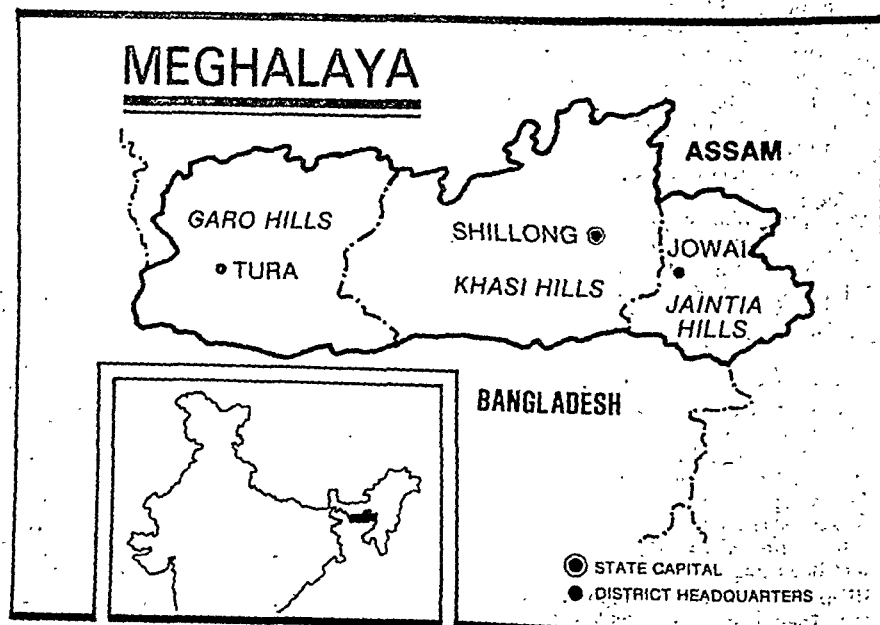 MEGHALAYA
ASSAM
GARO HILLS
SHILLONG
JOWAI
TURA
KHASI HILLS
JAINTIA
HILLS
BANGLADESH
STATE CAPITAL
DISTRICT HEADQUARTERS